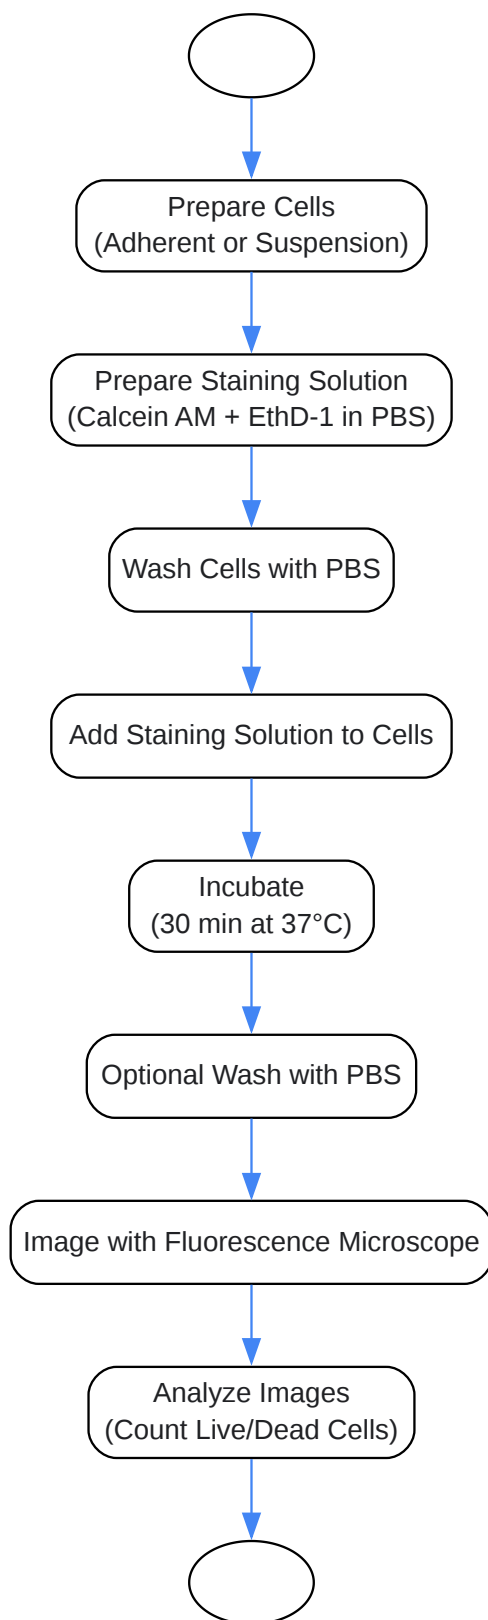 Prepare Cells
(Adherent or Suspension)
Prepare Staining Solution
(Calcein AM + EthD-1 in PBS)
Wash Cells with PBS
Add Staining Solution to Cells
Incubate
(30 min at 37°C)
Optional Wash with PBS
Image with Fluorescence Microscope
Analyze Images
(Count Live/Dead Cells)